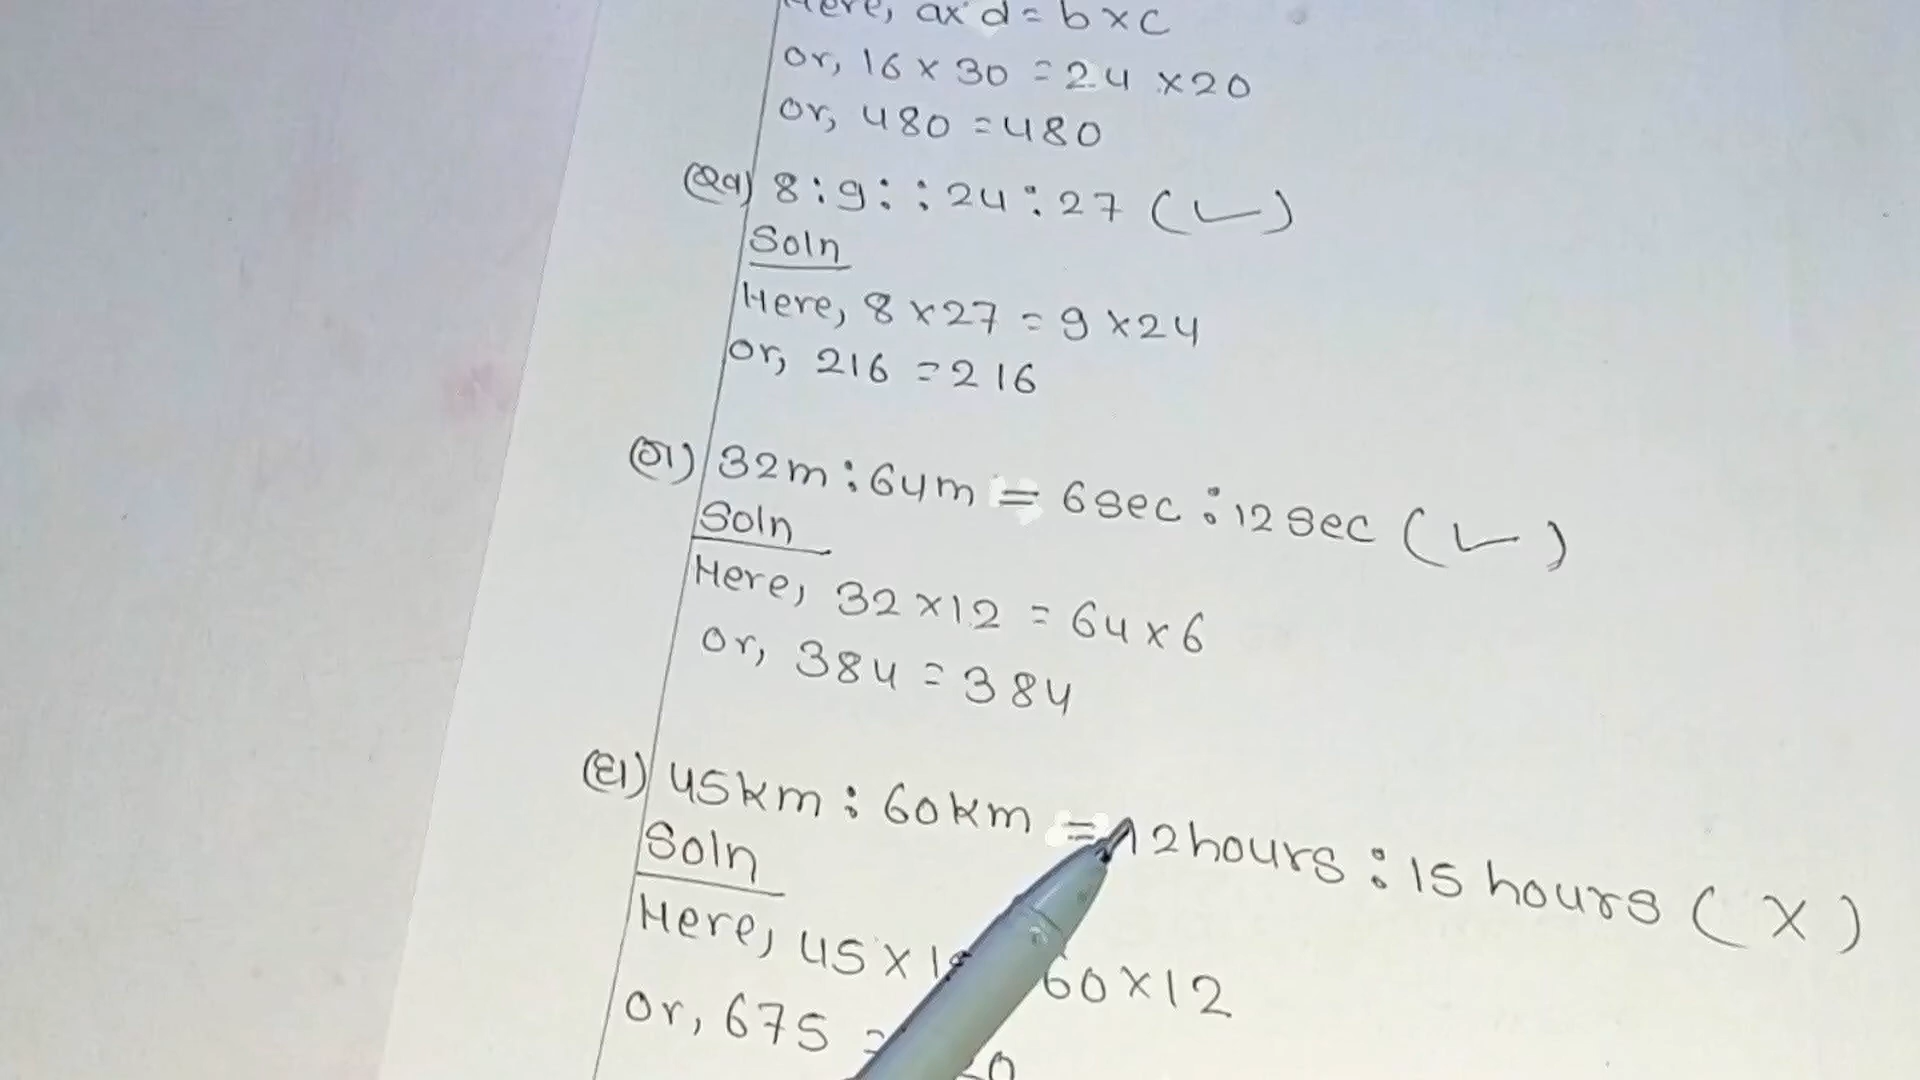 Here, a×d = b×c
or, 16 × 30 = 24 × 20
or, 480 = 480
(ख) 8 : 9 : : 24 : 27 (✓)
Soln
Here, 8 × 27 = 9 × 24
or, 216 = 216
(ग) 32m : 64m = 6sec : 12sec (✓)
Soln
Here, 32 × 12 = 64 × 6
or, 384 = 384
(घ) 45km : 60km = 12hours : 15 hours (×)
Soln
Here, 45 × 60 × 12
or, 675 =